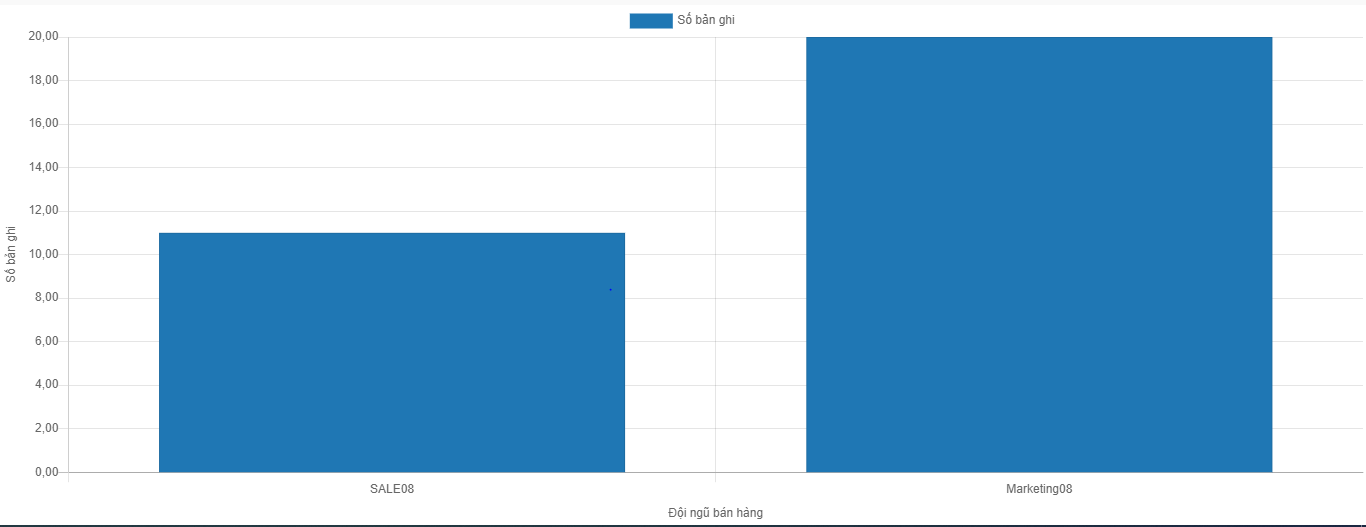 Số bản ghi
20,00
18,00
16,00
14,00
12,00
10,00
8,00
6,00
4,00
2,00
0,00
Số bản ghi
SALE08
Marketing08
Đội ngũ bán hàng